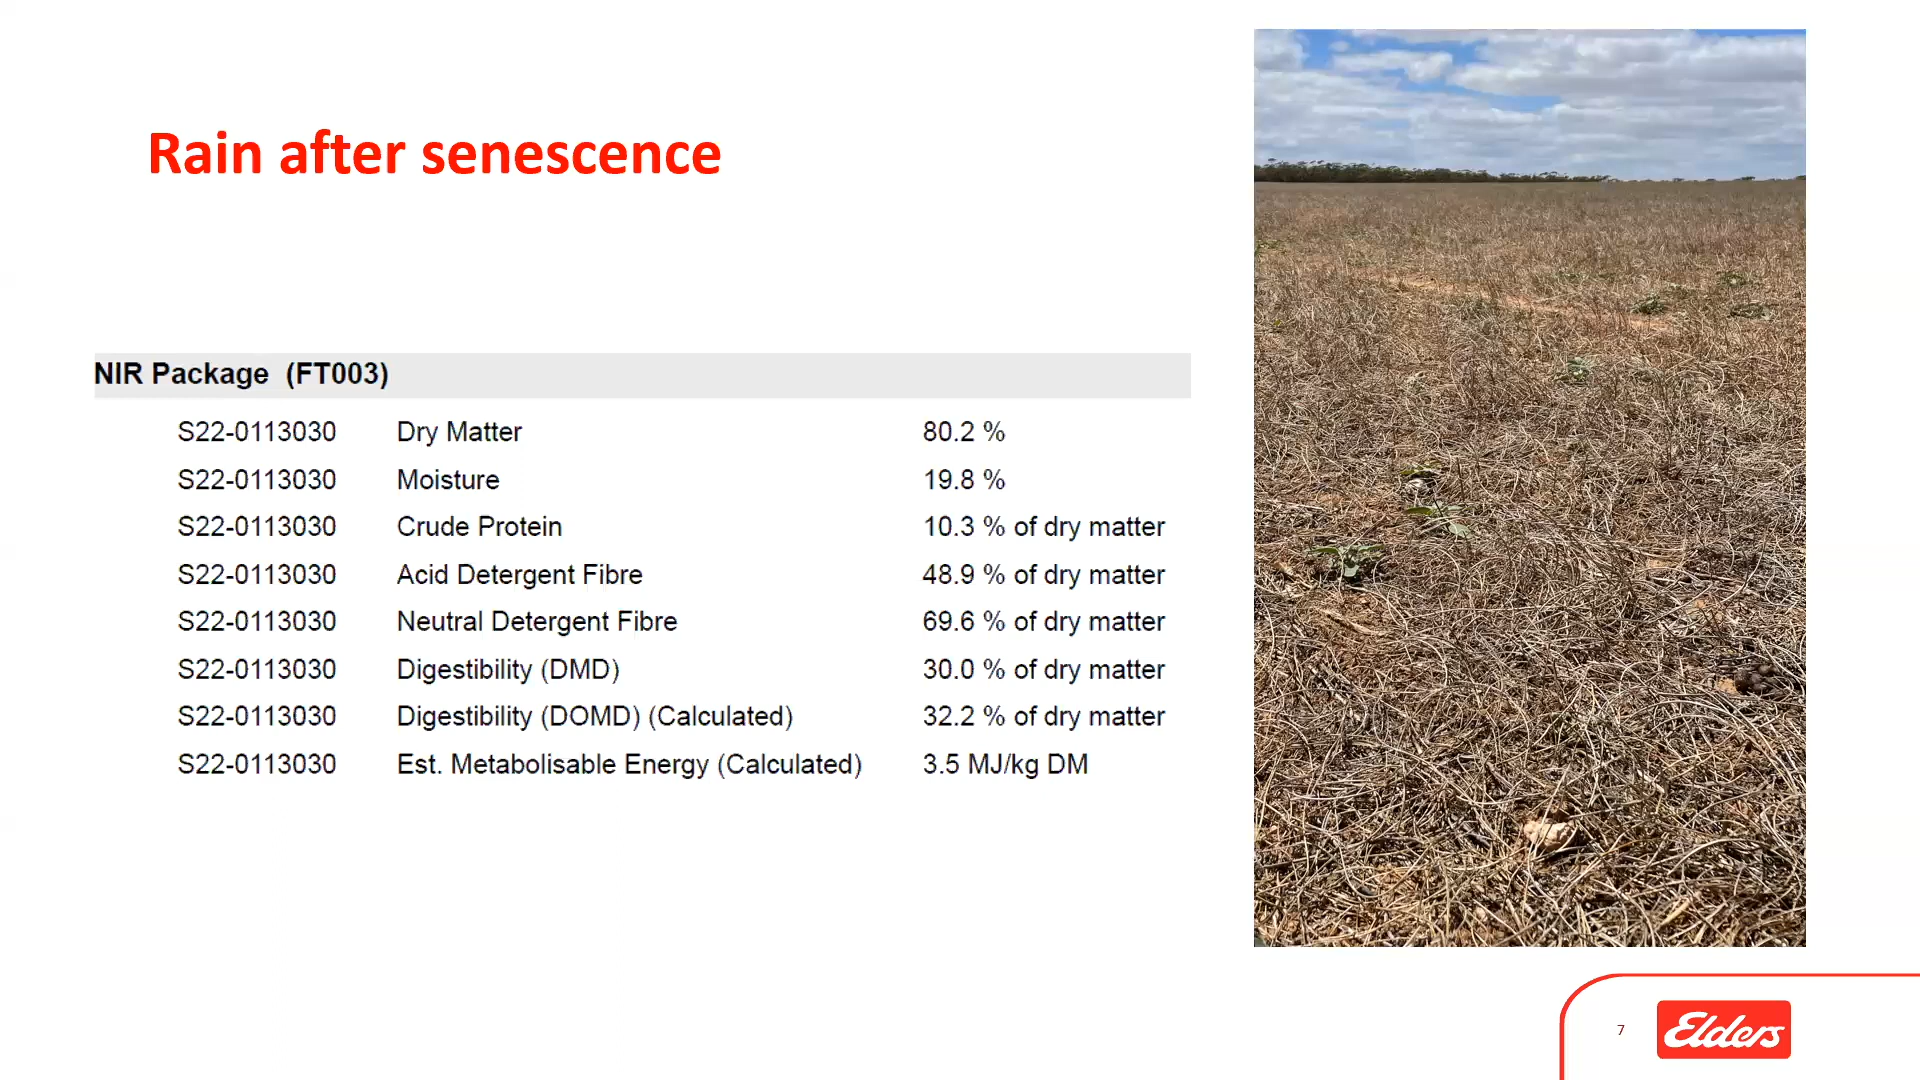 Rain after senescence
NIR Package (FT003)
S22-0113030 Dry Matter 80.2 %
S22-0113030 Moisture 19.8 %
S22-0113030 Crude Protein 10.3 % of dry matter
S22-0113030 Acid Detergent Fibre 48.9 % of dry matter
S22-0113030 Neutral Detergent Fibre 69.6 % of dry matter
S22-0113030 Digestibility (DMD) 30.0 % of dry matter
S22-0113030 Digestibility (DOMD) (Calculated) 32.2 % of dry matter
S22-0113030 Est. Metabolisable Energy (Calculated) 3.5 MJ/kg DM
7
Elders